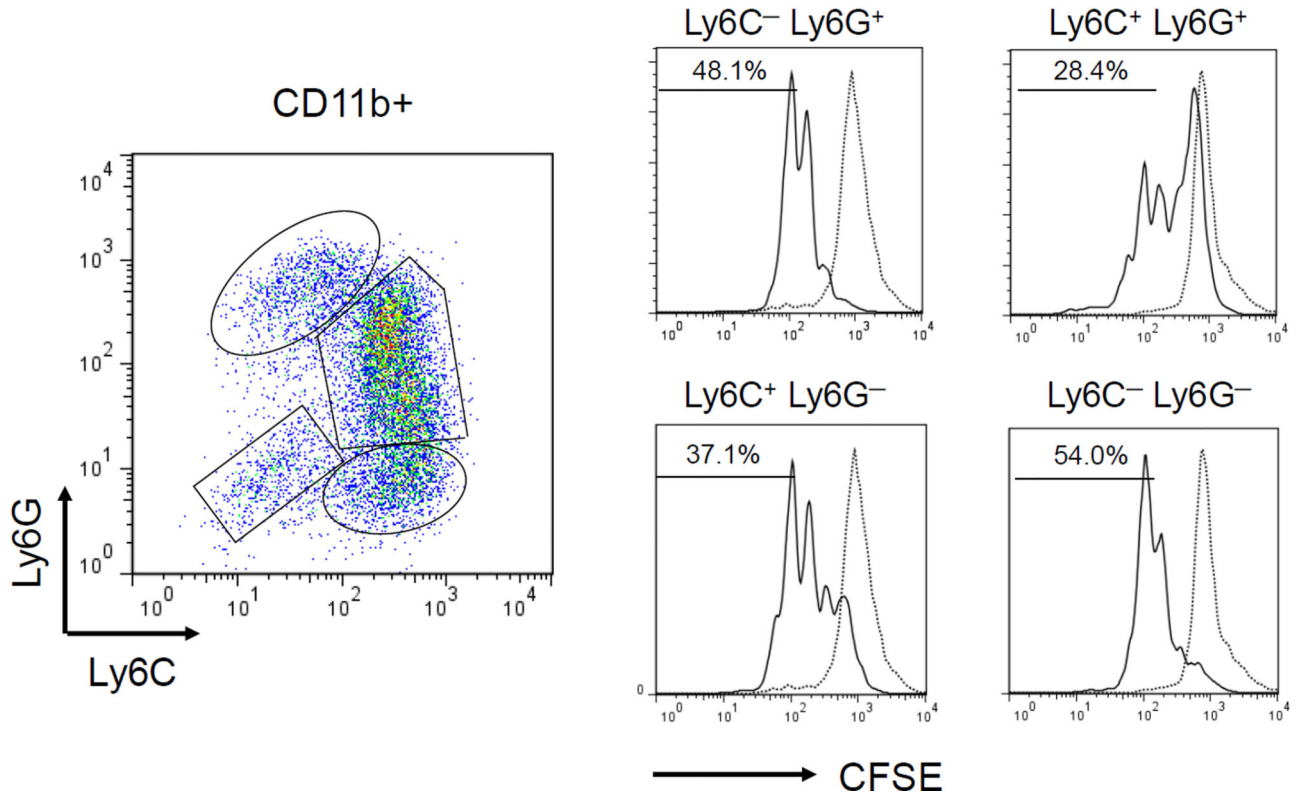 CD11b+
10⁴
10³
10²
10¹
10⁰
10⁰ 10¹ 10² 10³ 10⁴
Ly6G
Ly6C
Ly6C⁻ Ly6G⁺
48.1%
10⁰ 10¹ 10² 10³ 10⁴
Ly6C⁺ Ly6G⁺
28.4%
10⁰ 10¹ 10² 10³ 10⁴
Ly6C⁺ Ly6G⁻
37.1%
0
10⁰ 10¹ 10² 10³ 10⁴
Ly6C⁻ Ly6G⁻
54.0%
10⁰ 10¹ 10² 10³ 10⁴
CFSE